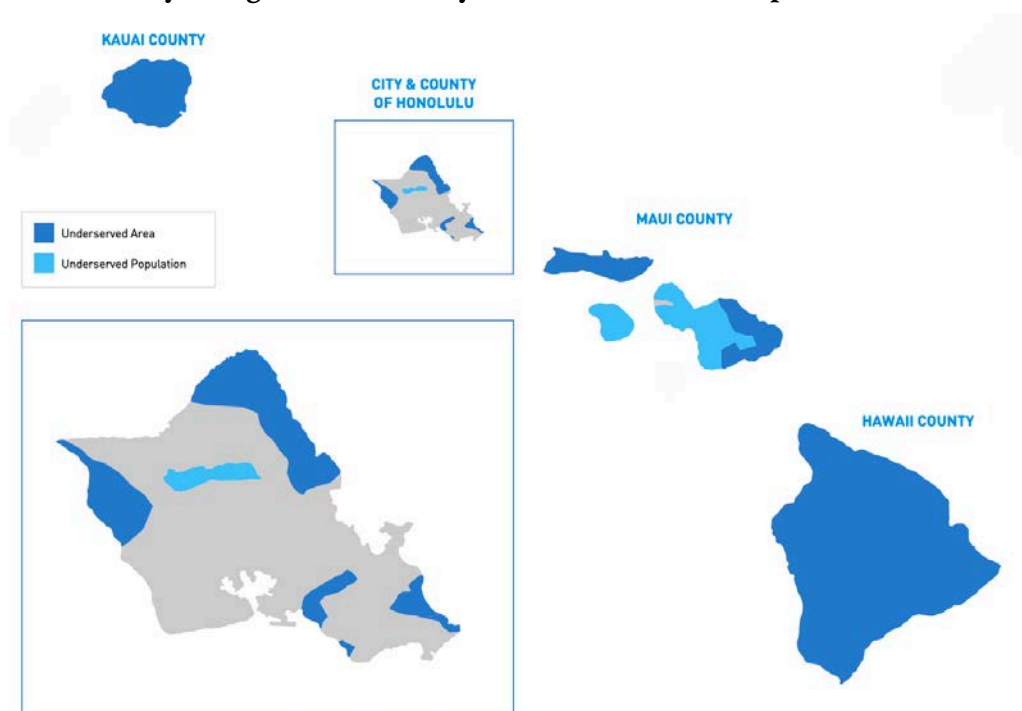 KAUAI COUNTY
CITY & COUNTY
OF HONOLULU
Underserved Area
Underserved Population
MAUI COUNTY
HAWAII COUNTY